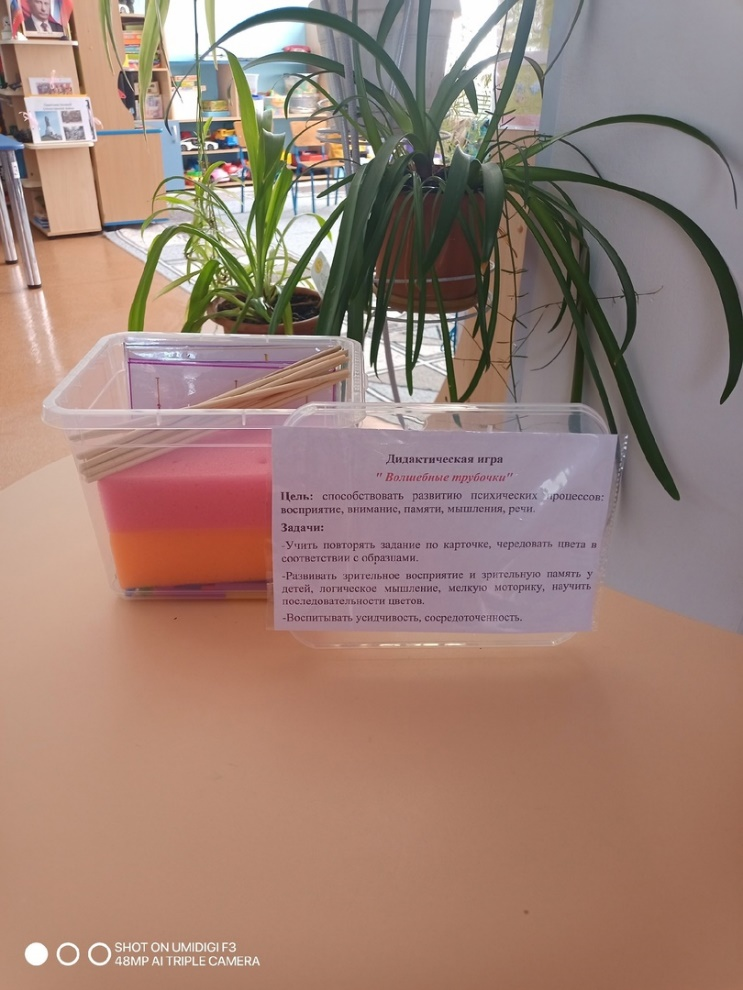 Дидактическая игра
" Волшебные трубочки"
Цель: способствовать развитию психических процессов:
восприятие, внимание, памяти, мышления, речи.
Задачи:
-Учить повторять задание по карточке, чередовать цвета в
соответствии с образцами.
-Развивать зрительное восприятие и зрительную память у
детей, логическое мышление, мелкую моторику, научить
последовательности цветов.
-Воспитывать усидчивость, сосредоточенность.
SHOT ON UMIDIGI F3
48MP AI TRIPLE CAMERA